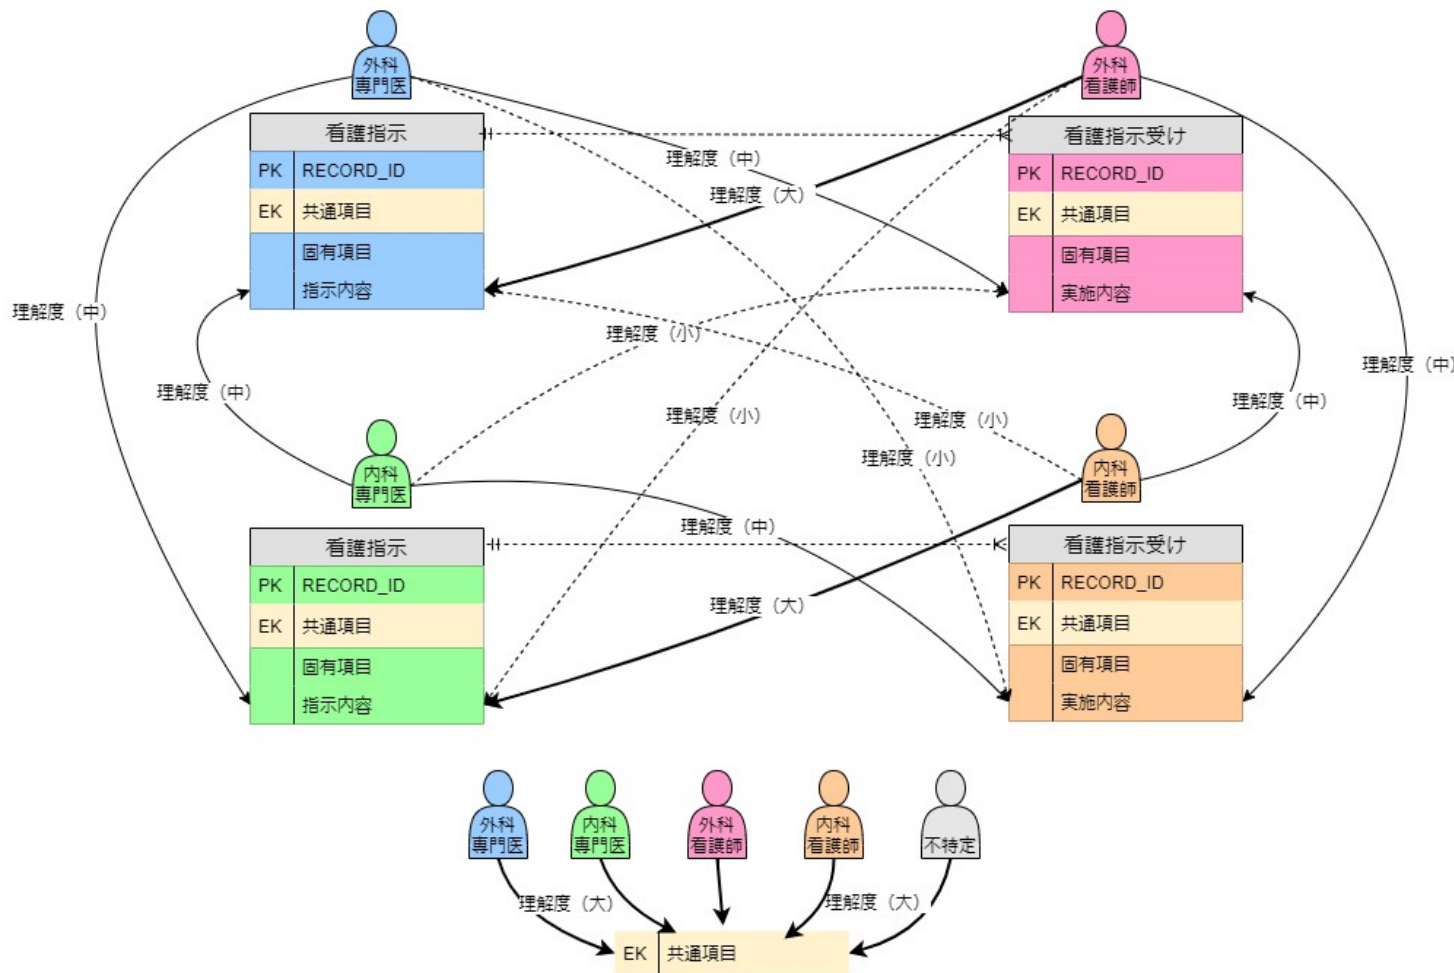 外科
専門医
外科
看護師
看護指示
PK RECORD_ID
EK 共通項目
固有項目
指示内容
看護指示受け
PK RECORD_ID
EK 共通項目
固有項目
実施内容
理解度（中）
理解度（大）
理解度（中）
理解度（小）
理解度（中）
理解度（中）
理解度（中）
理解度（小）
理解度（小）
理解度（小）
内科
専門医
内科
看護師
理解度（中）
理解度（大）
看護指示
PK RECORD_ID
EK 共通項目
固有項目
指示内容
看護指示受け
PK RECORD_ID
EK 共通項目
固有項目
実施内容
外科
専門医
内科
専門医
外科
看護師
内科
看護師
不特定
理解度（大）
理解度（大）
EK 共通項目